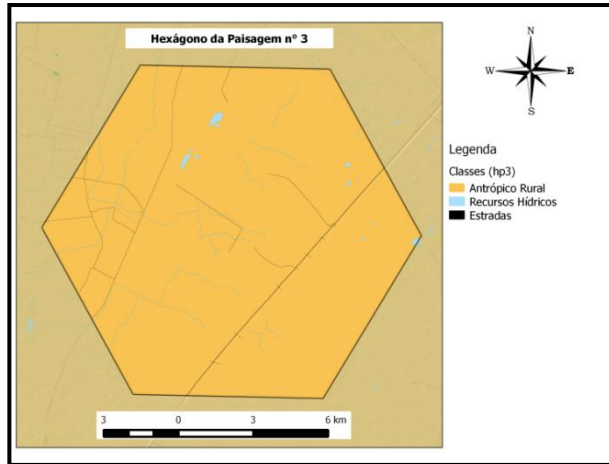 Hexágono da Paisagem nº 3
N
W
E
S
Legenda
Classes (hp3)
Antrópico Rural
Recursos Hídricos
Estradas
3 0 3 6 km